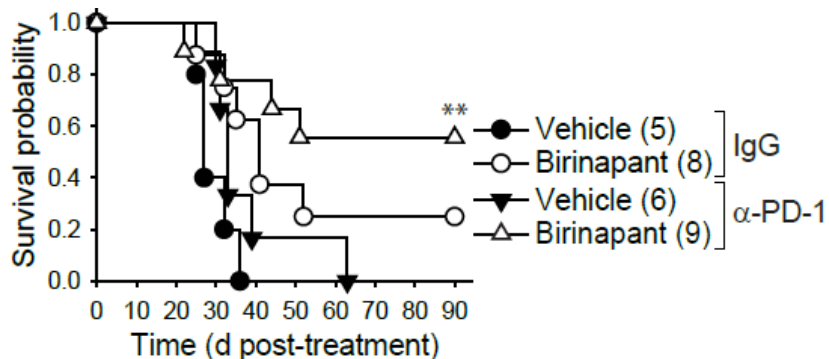 Survival probability
1.0
0.8
0.6
0.4
0.2
0.0
0 10 20 30 40 50 60 70 80 90
Time (d post-treatment)
**
Vehicle (5)
Birinapant (8)
IgG
Vehicle (6)
Birinapant (9)
α-PD-1